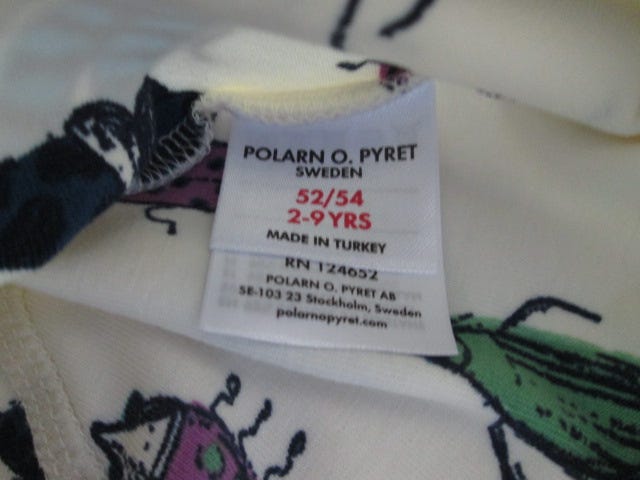 POLARN O. PYRET
SWEDEN
52/54
2-9 YRS
MADE IN TURKEY
RN 124652
POLARN O. PYRET AB
SE-103 23 Stockholm, Sweden
polarnopyret.com